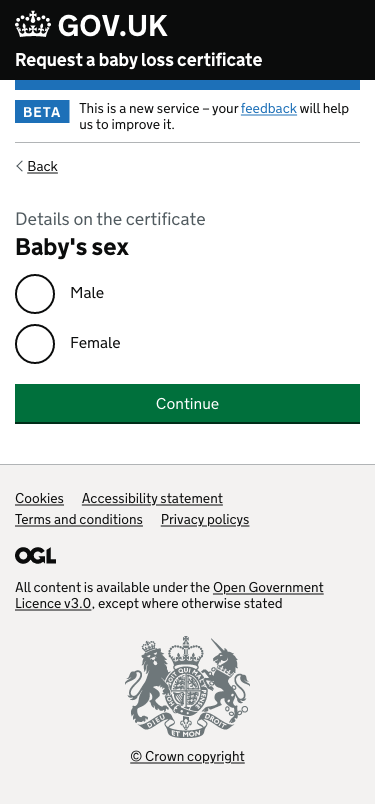 GOV.UK
Request a baby loss certificate
BETA
This is a new service – your feedback will help
us to improve it.
Back
Details on the certificate
Baby's sex
Male
Female
Continue
Cookies Accessibility statement
Terms and conditions Privacy policys
OGL
All content is available under the Open Government
Licence v3.0, except where otherwise stated
DIEU ET MON DROIT
© Crown copyright